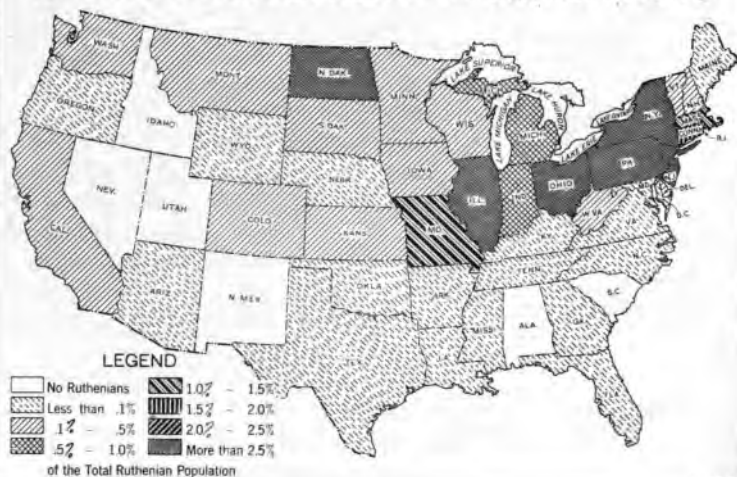 WASH.
MONT.
N. DAK.
MINN.
LAKE SUPERIOR
MAINE
OREGON
IDAHO
WYO.
S. DAK.
WIS.
LAKE MICHIGAN
LAKE HURON
MICH.
N.Y.
R.I.
NEV.
UTAH
COLO.
NEBR.
IOWA
ILL.
OHIO
LAKE ERIE
PA.
DEL.
D.C.
CAL.
KANS.
MO.
W.VA.
VA.
ARIZ.
N. MEX.
OKLA.
ARK.
TENN.
S.C.
TEX.
LA.
MISS.
ALA.
GA.
LEGEND
No Ruthenians
Less than .1%
.1% - .5%
.5% - 1.0%
1.0% - 1.5%
1.5% - 2.0%
2.0% - 2.5%
More than 2.5%
of the Total Ruthenian Population